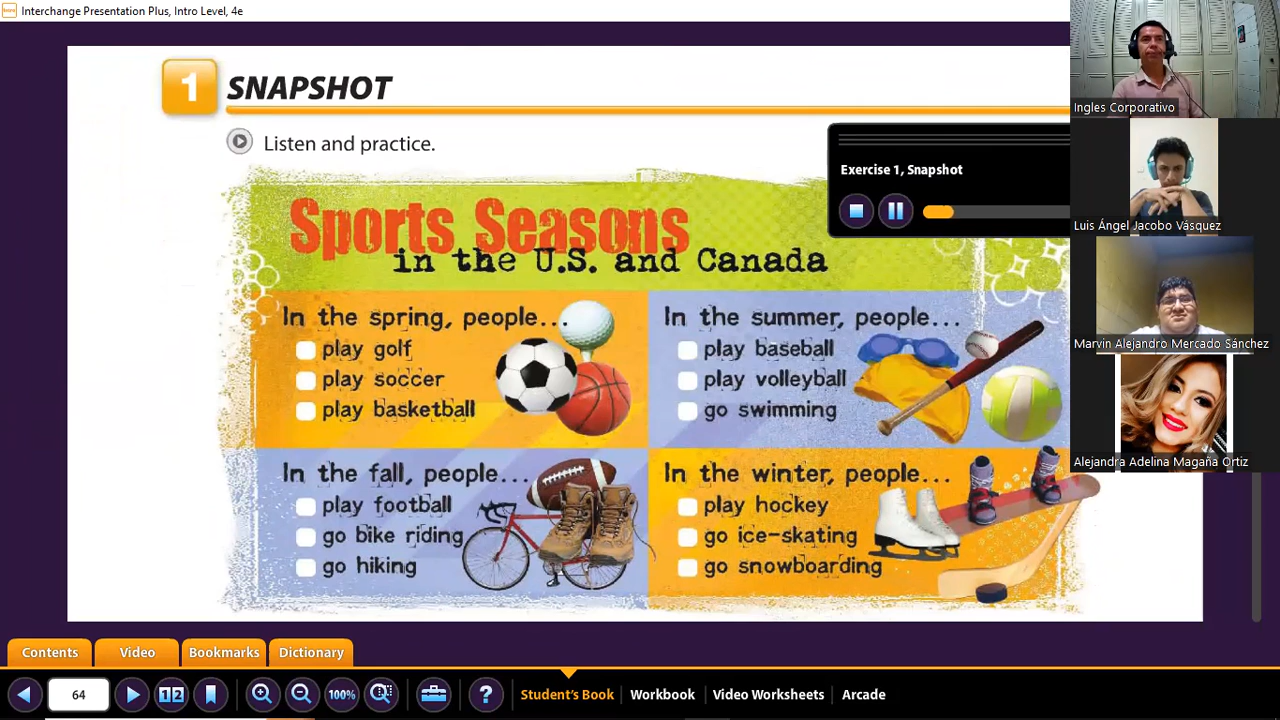 Interchange Presentation Plus, Intro Level, 4e
1 SNAPSHOT
Listen and practice.
Exercise 1, Snapshot
Sports Seasons
in the U.S. and Canada
In the spring, people...
play golf
play soccer
play basketball
In the summer, people...
play baseball
play volleyball
go swimming
In the fall, people...
play football
go bike riding
go hiking
In the winter, people...
play hockey
go ice-skating
go snowboarding
Ingles Corporativo
Luis Ángel Jacobo Vásquez
Marvin Alejandro Mercado Sánchez
Alejandra Adelina Magaña Ortiz
Contents Video Bookmarks Dictionary
64 1 2 100% ? Student's Book Workbook Video Worksheets Arcade